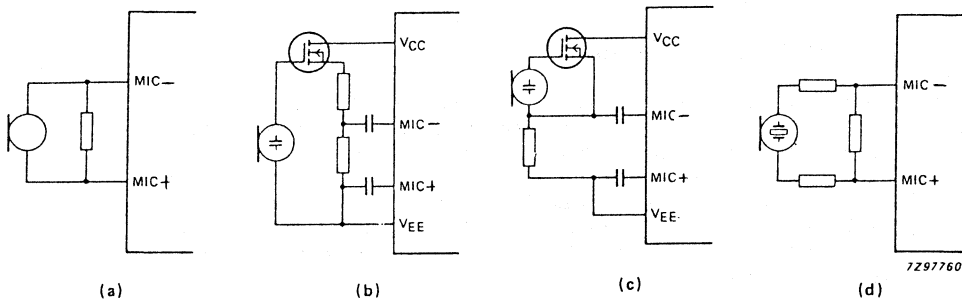 MIC−
MIC+
(a)
VCC
MIC−
MIC+
VEE
(b)
VCC
MIC−
MIC+
VEE.
(c)
MIC−
MIC+
7Z97760
(d)